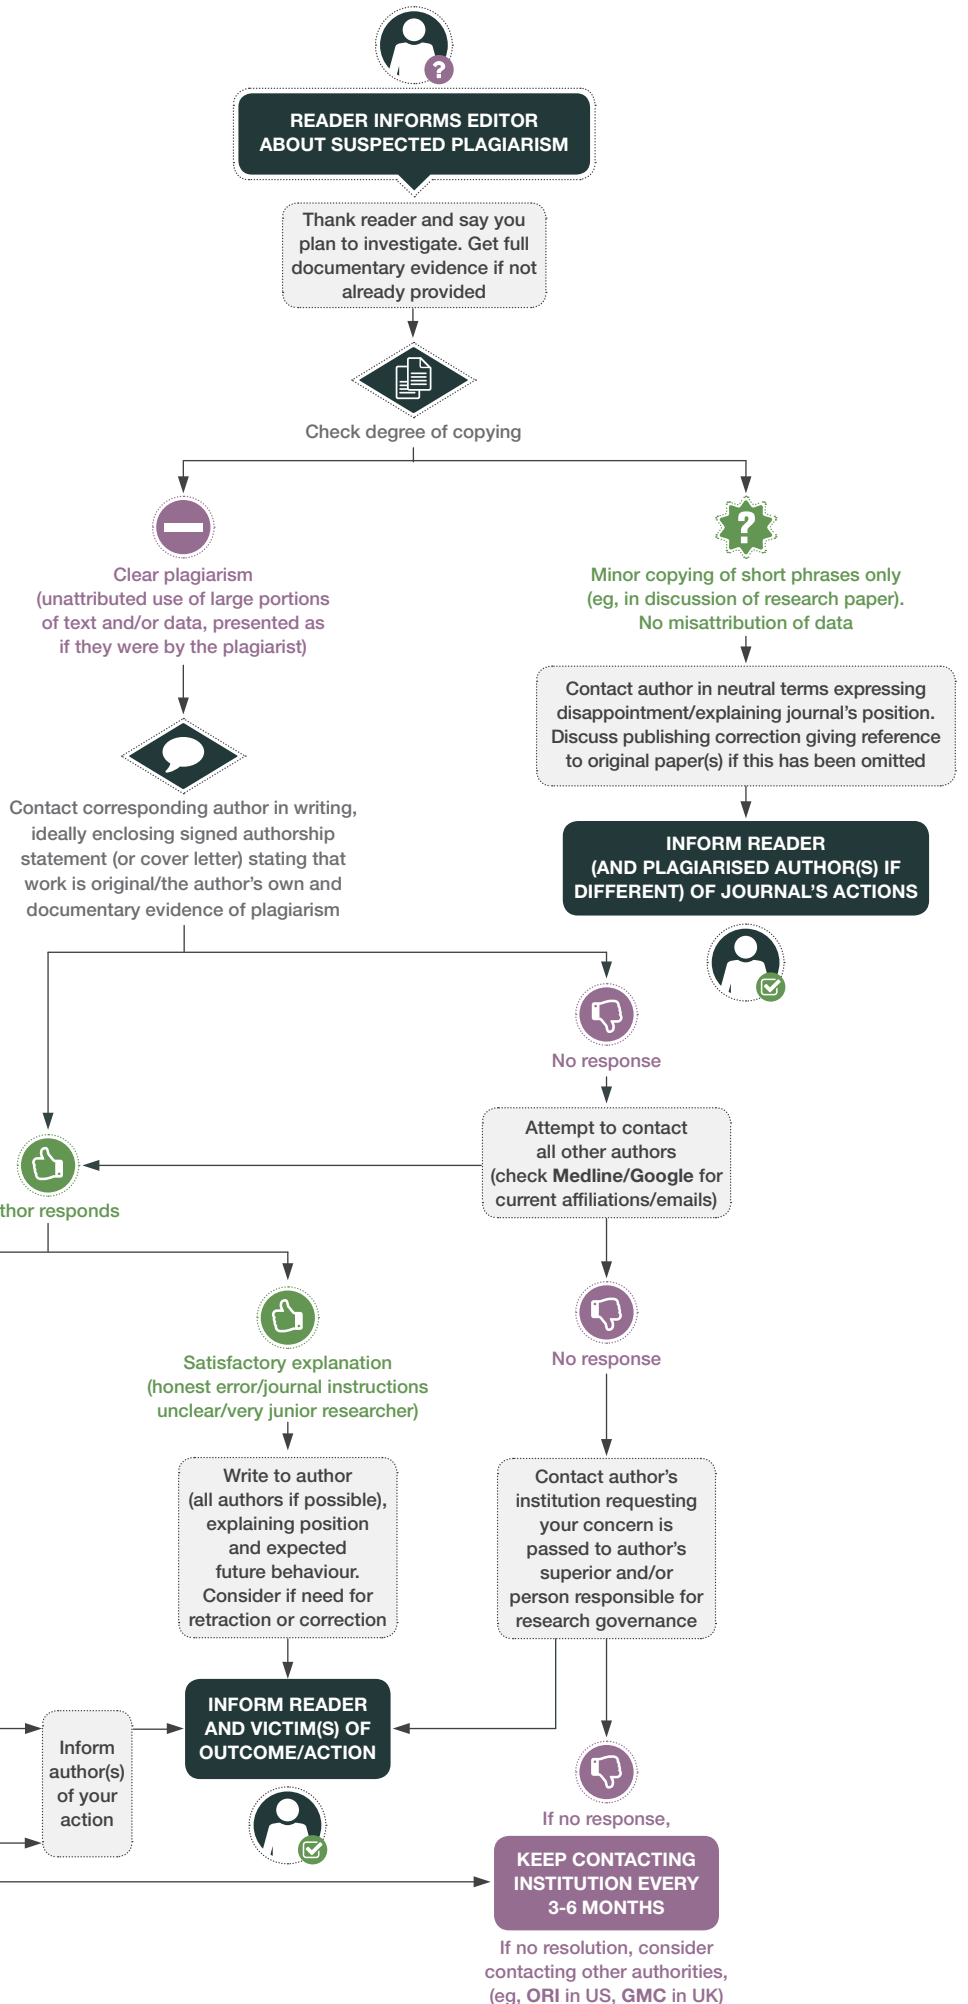 ?
READER INFORMS EDITOR
ABOUT SUSPECTED PLAGIARISM
Thank reader and say you
plan to investigate. Get full
documentary evidence if not
already provided
Check degree of copying
Clear plagiarism
(unattributed use of large portions
of text and/or data, presented as
if they were by the plagiarist)
?
Minor copying of short phrases only
(eg, in discussion of research paper).
No misattribution of data
Contact author in neutral terms expressing
disappointment/explaining journal’s position.
Discuss publishing correction giving reference
to original paper(s) if this has been omitted
Contact corresponding author in writing,
ideally enclosing signed authorship
statement (or cover letter) stating that
work is original/the author’s own and
documentary evidence of plagiarism
INFORM READER
(AND PLAGIARISED AUTHOR(S) IF
DIFFERENT) OF JOURNAL’S ACTIONS
No response
Attempt to contact
all other authors
(check Medline/Google for
current affiliations/emails)
thor responds
No response
Satisfactory explanation
(honest error/journal instructions
unclear/very junior researcher)
Write to author
(all authors if possible),
explaining position
and expected
future behaviour.
Consider if need for
retraction or correction
Contact author’s
institution requesting
your concern is
passed to author’s
superior and/or
person responsible for
research governance
INFORM READER
AND VICTIM(S) OF
OUTCOME/ACTION
Inform
author(s)
of your
action
If no response,
KEEP CONTACTING
INSTITUTION EVERY
3-6 MONTHS
If no resolution, consider
contacting other authorities,
(eg, ORI in US, GMC in UK)